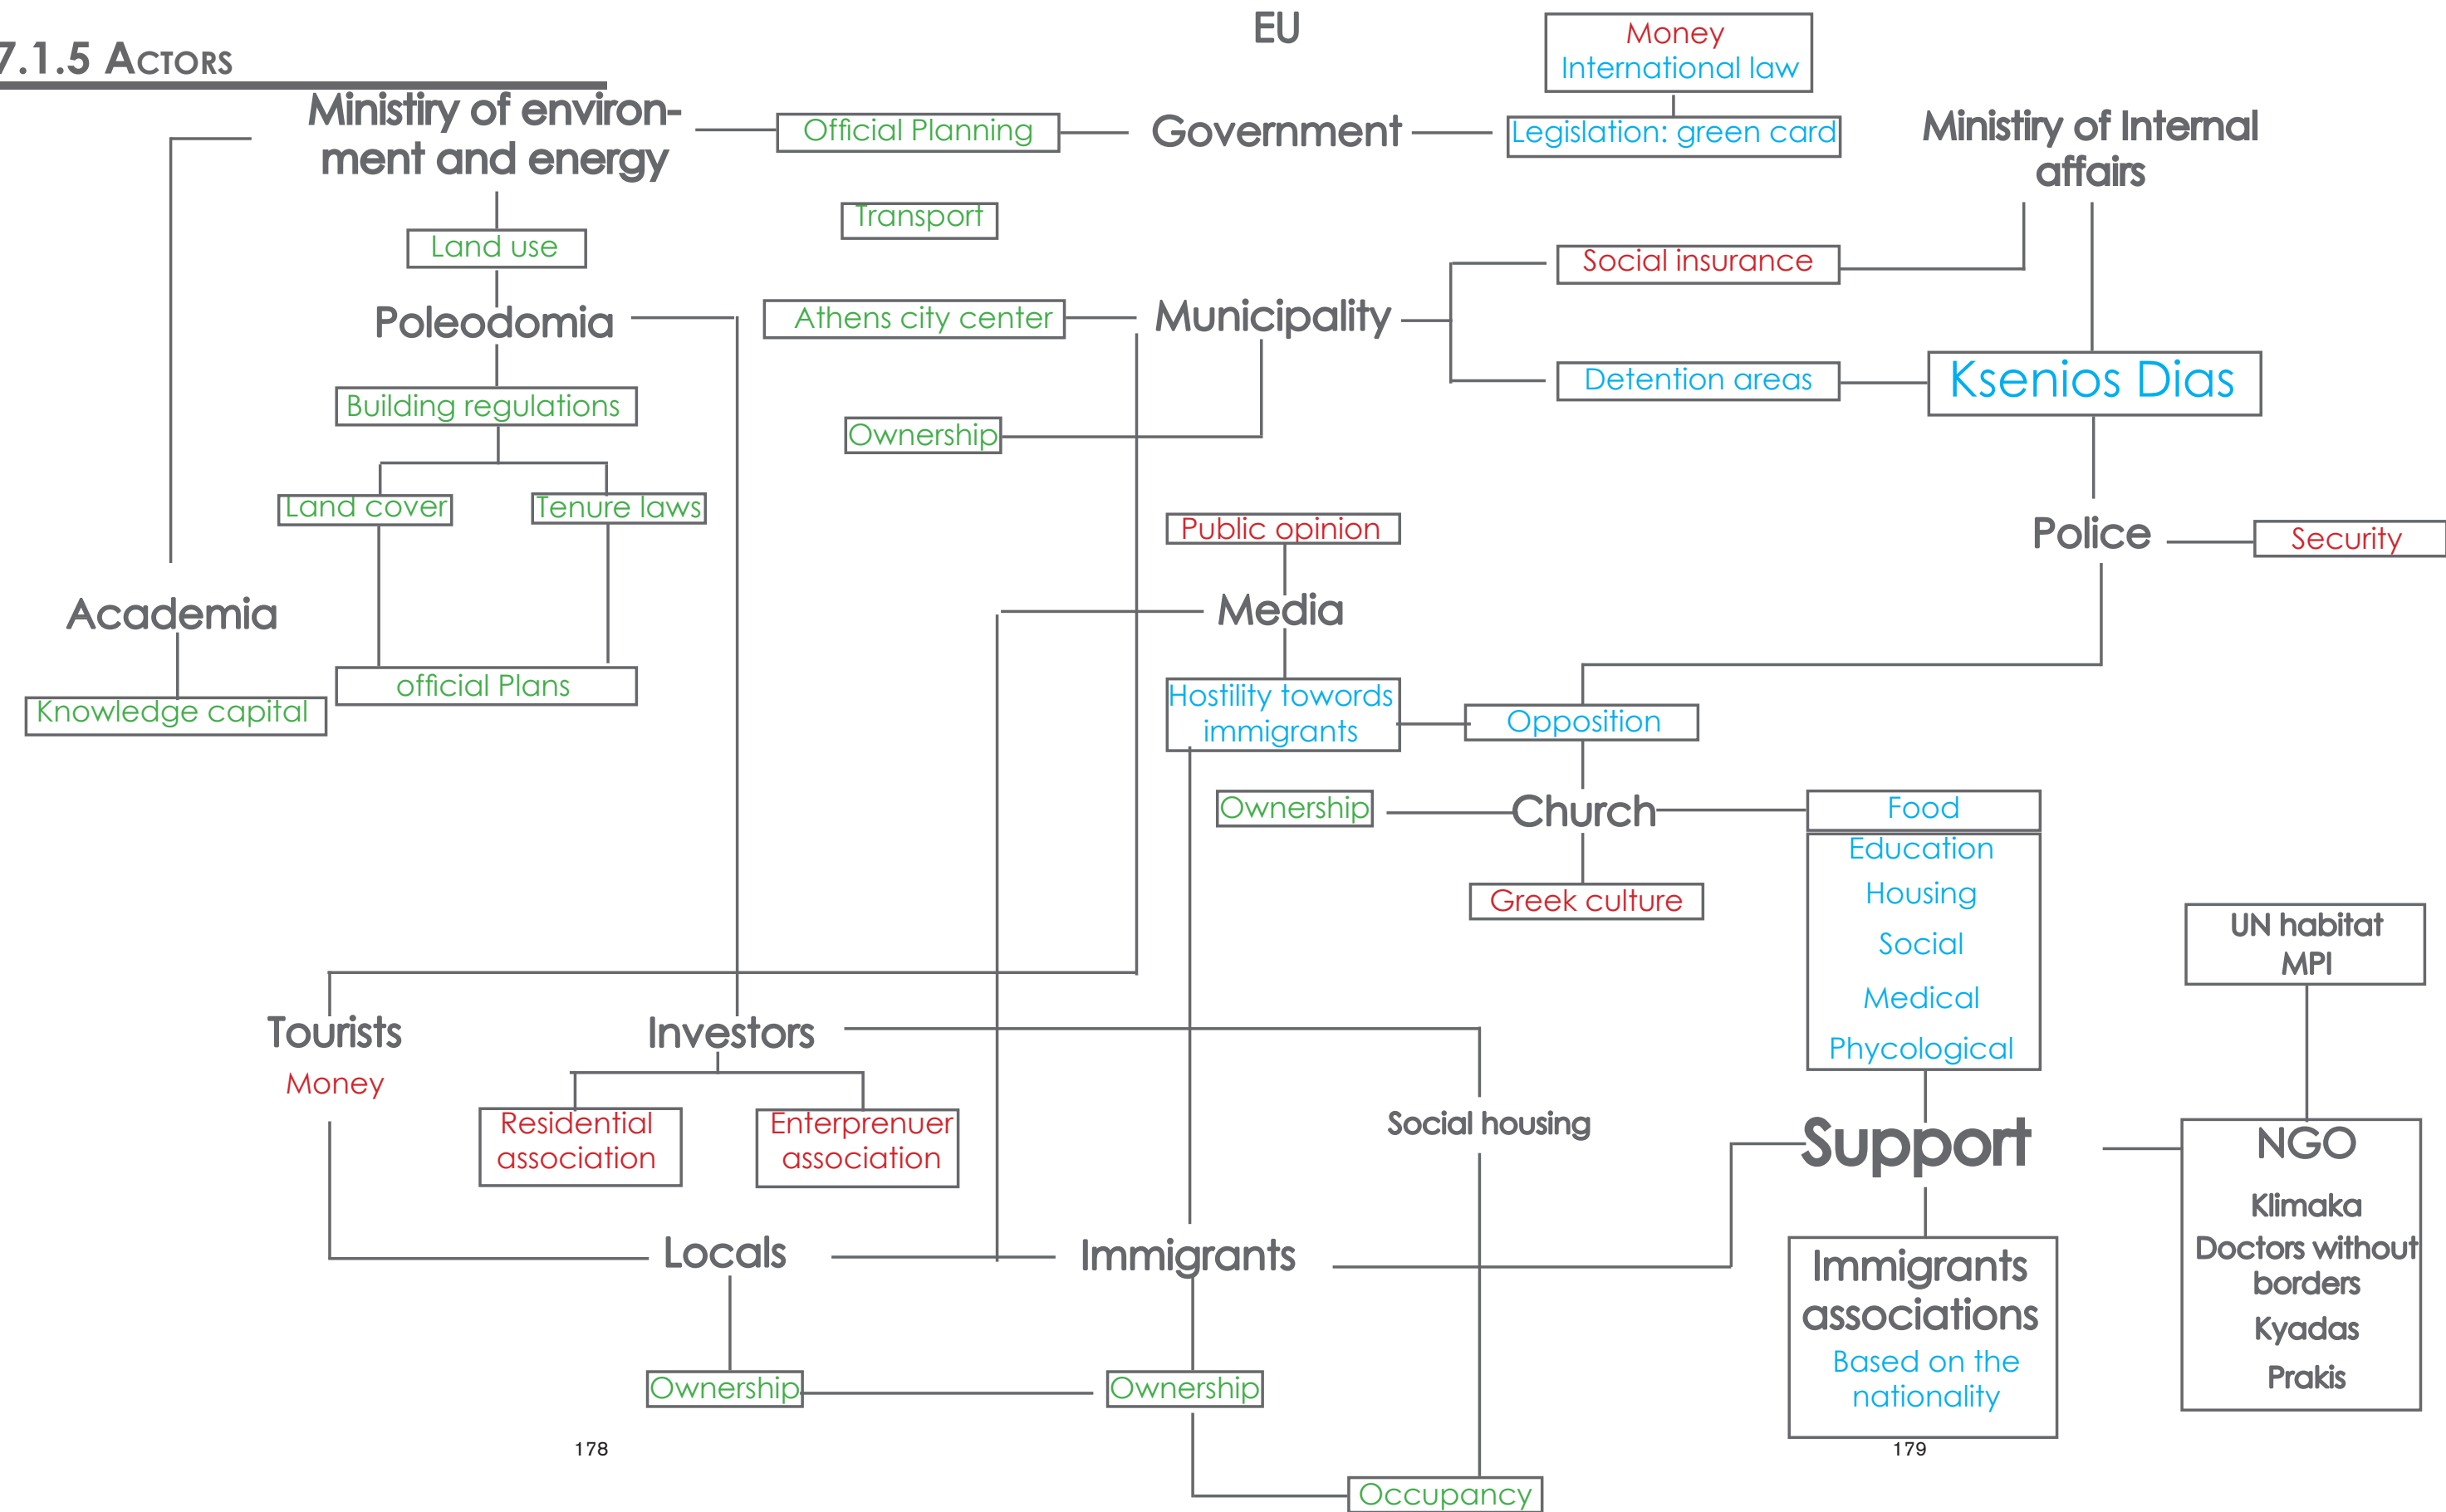 EU
Money
International law
7.1.5 Actors
Ministiry of environ-
ment and energy
Official Planning
Government
Legislation: green card
Ministiry of Internal
affairs
Transport
Land use
Social insurance
Poleodomia
Athens city center
Municipality
Detention areas
Ksenios Dias
Building regulations
Ownership
Land cover
Tenure laws
Public opinion
Police
Security
Academia
Media
official Plans
Knowledge capital
Hostility towords
immigrants
Opposition
Ownership
Church
Food
Education
Greek culture
Housing
Social
Medical
Phycological
UN habitat
MPI
Tourists
Money
Investors
Residential
association
Enterprenuer
association
Social housing
Support
NGO
Klimaka
Doctors without
borders
Kyadas
Prakis
Locals
Immigrants
Immigrants
associations
Based on the
nationality
Ownership
Ownership
178
179
Occupancy